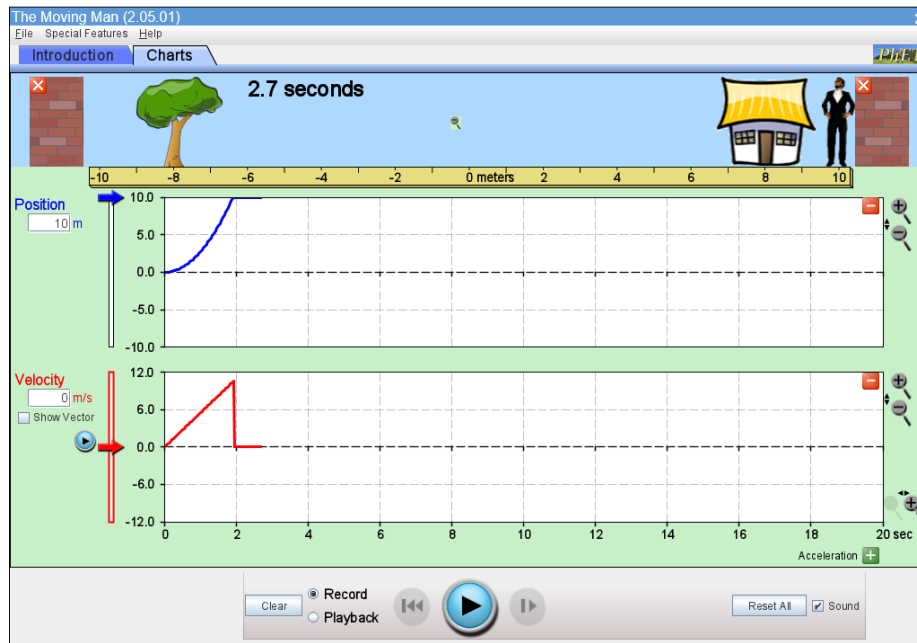 The Moving Man (2.05.01)
File Special Features Help
Introduction Charts
PhET
2.7 seconds
-10 -8 -6 -4 -2 0 meters 2 4 6 8 10
Position
10 m
10.0
5.0
0.0
-5.0
-10.0
Velocity
0 m/s
Show Vector
12.0
6.0
0.0
-6.0
-12.0
0 2 4 6 8 10 12 14 16 18 20 sec
Acceleration
Clear
Record
Playback
Reset All
Sound